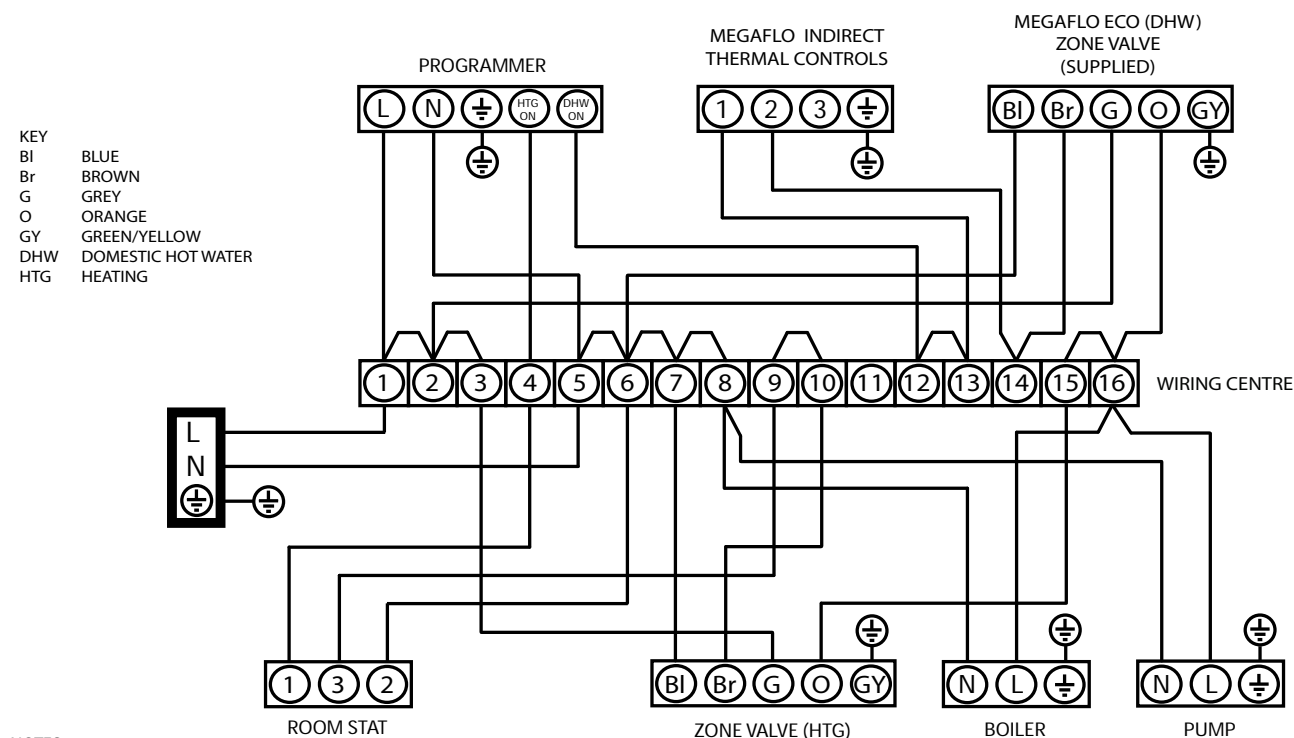 MEGAFLO INDIRECT
THERMAL CONTROLS
MEGAFLO ECO (DHW)
ZONE VALVE
(SUPPLIED)
PROGRAMMER
L N HTG ON DHW ON
1 2 3
Bl Br G O GY
KEY
Bl BLUE
Br BROWN
G GREY
O ORANGE
GY GREEN/YELLOW
DHW DOMESTIC HOT WATER
HTG HEATING
1 2 3 4 5 6 7 8 9 10 11 12 13 14 15 16
WIRING CENTRE
L
N
1 3 2
ROOM STAT
Bl Br G O GY
ZONE VALVE (HTG)
N L
BOILER
N L
PUMP